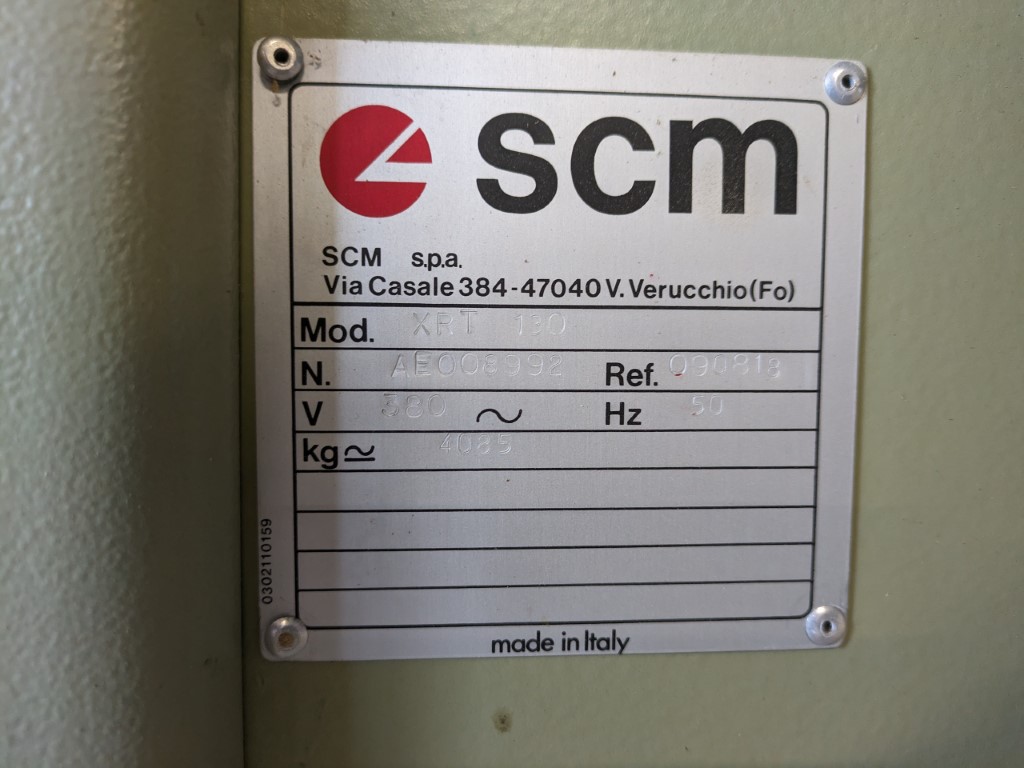 scm
SCM s.p.a.
Via Casale 384-47040 V. Verucchio (Fo)
Mod. XRT 130
N. AE008998 Ref. 090818
V 380 ~ Hz 50
kg ≃ 4085
0302110159
made in Italy